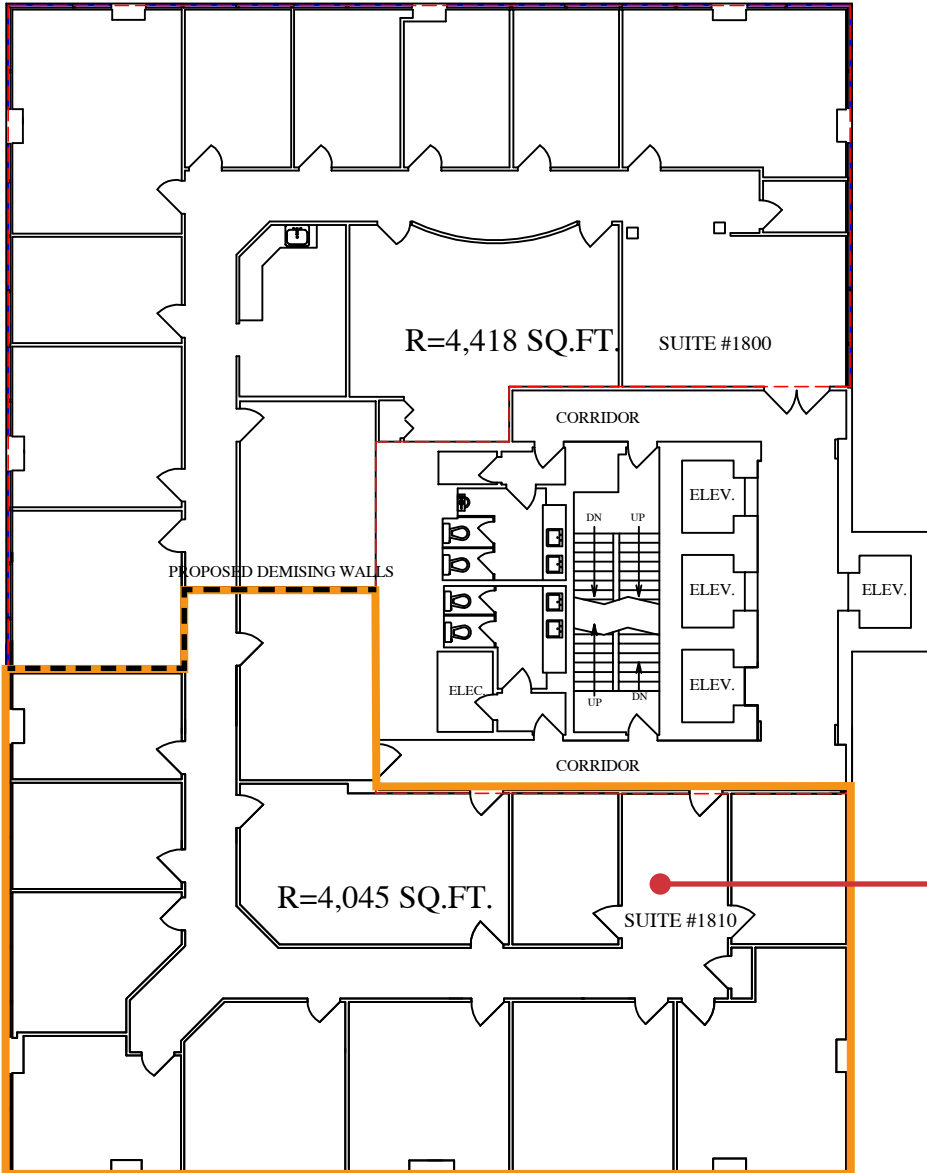 R=4,418 SQ.FT.
SUITE #1800
CORRIDOR
ELEV.
DN
UP
PROPOSED DEMISING WALLS
ELEV.
ELEV.
ELEC.
ELEV.
UP
DN
CORRIDOR
R=4,045 SQ.FT.
SUITE #1810